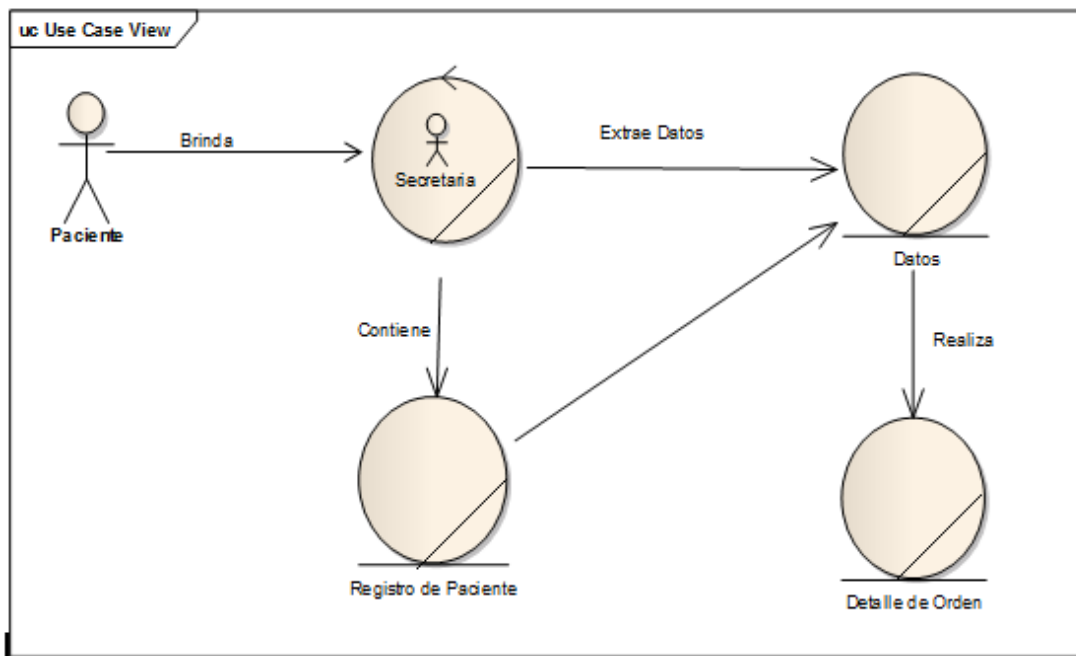 uc Use Case View
Brinda
Extrae Datos
Secretaria
Paciente
Datos
Contiene
Realiza
Registro de Paciente
Detalle de Orden